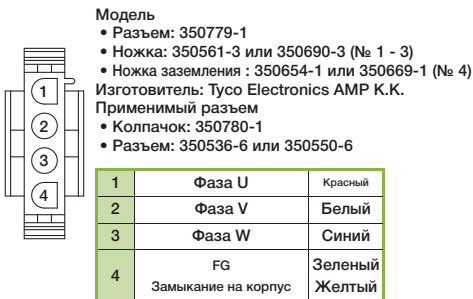 Модель
• Разъем: 350779-1
• Ножка: 350561-3 или 350690-3 (№ 1 - 3)
• Ножка заземления : 350654-1 или 350669-1 (№ 4)
Изготовитель: Tyco Electronics AMP K.K.
Применимый разъем
• Колпачок: 350780-1
• Разъем: 350536-6 или 350550-6
1
2
3
4
1 Фаза U Красный
2 Фаза V Белый
3 Фаза W Синий
4 FG Зеленый
Замыкание на корпус Желтый